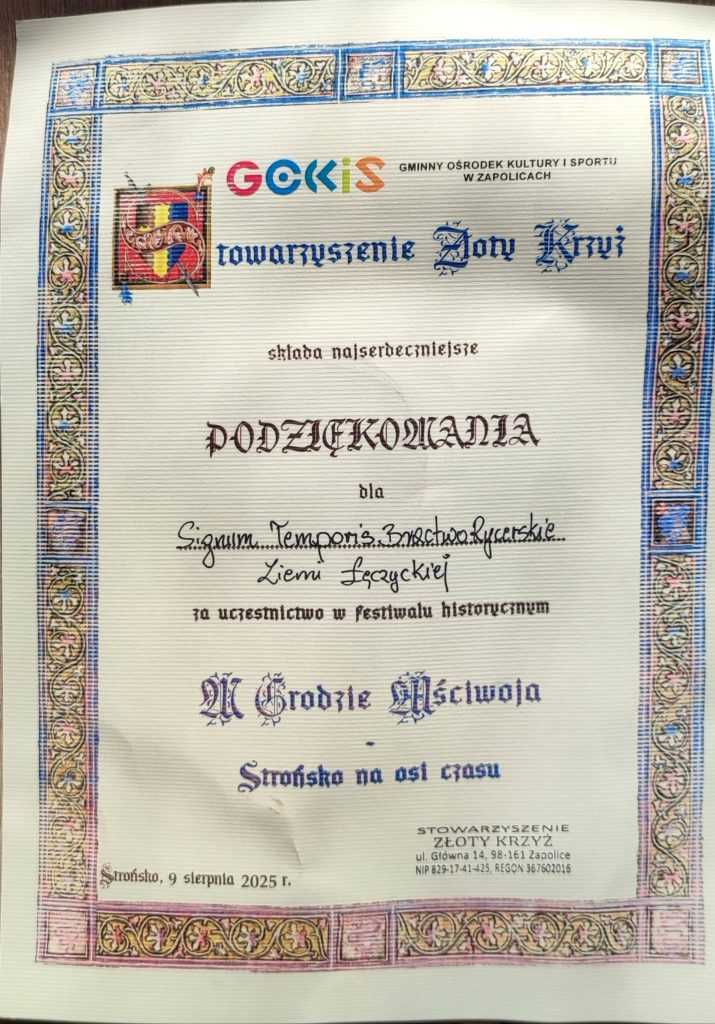 GOKiS
GMINNY OŚRODEK KULTURY I SPORTU
W ZAPOLICACH
Stowarzyszenie Złoty Krzyż
składa najserdeczniejsze
PODZIĘKOWANIA
dla
Signum Temporis. Bractwo Rycerskie
Ziemi Łęczyckiej
za uczestnictwo w festiwalu historycznym
W Grodzie Mściwoja
-
Strońsko na osi czasu
STOWARZYSZENIE
ZŁOTY KRZYŻ
ul. Główna 14, 98-161 Zapolice
NIP 829-17-41-425, REGON 367602016
Strońsko, 9 sierpnia 2025 r.